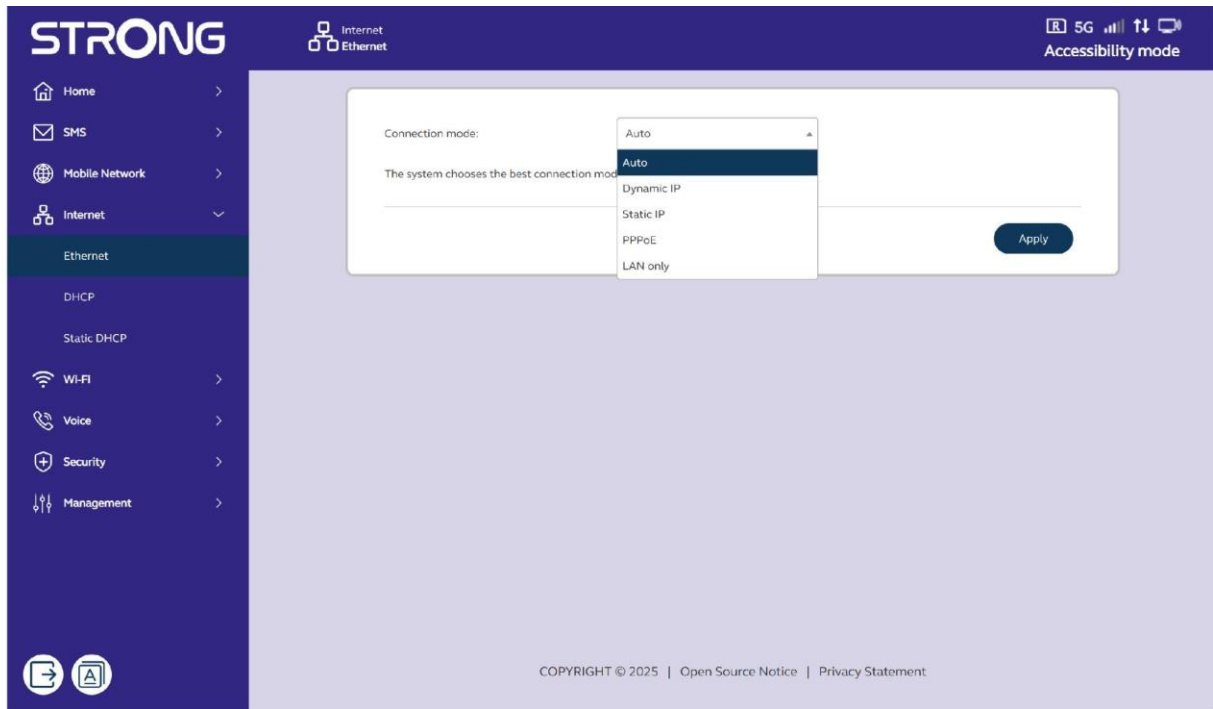 STRONG
Internet
Ethernet
R 5G
Accessibility mode
Home
SMS
Mobile Network
Internet
Ethernet
DHCP
Static DHCP
Wi-Fi
Voice
Security
Management
A
Connection mode:
Auto
Auto
The system chooses the best connection mod
Dynamic IP
Static IP
PPPoE
LAN only
Apply
COPYRIGHT © 2025 | Open Source Notice | Privacy Statement